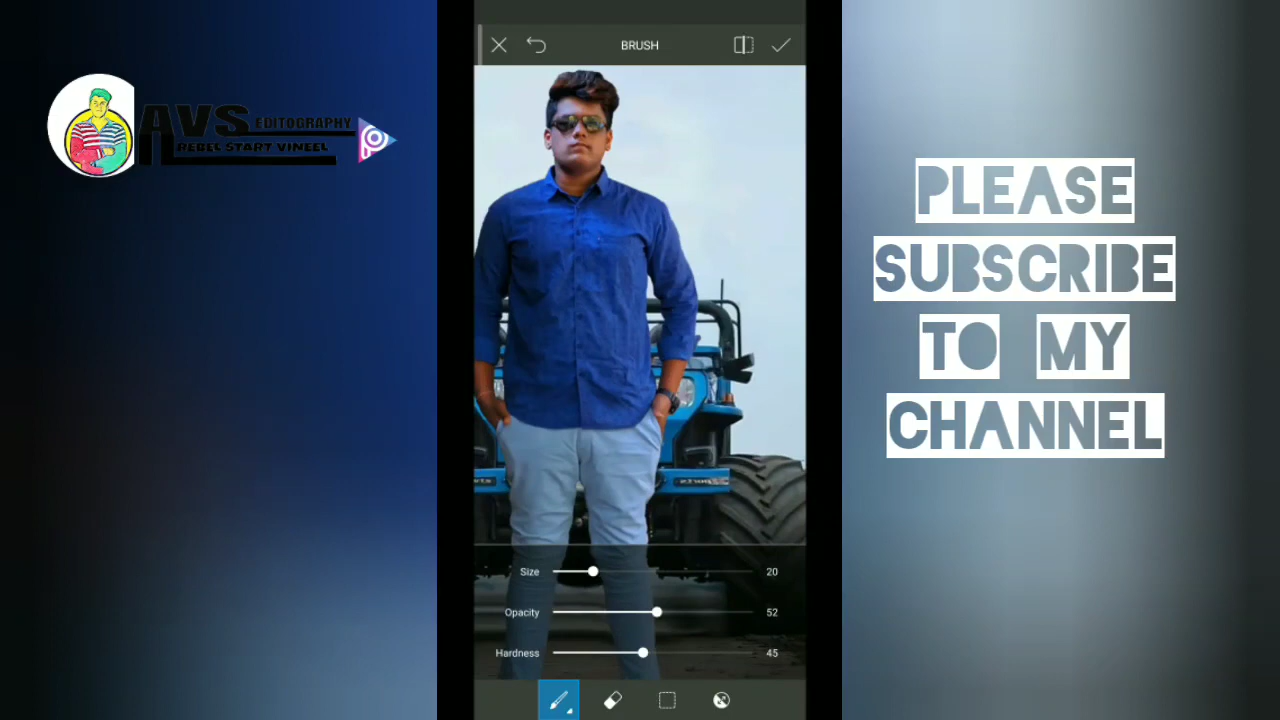 AVS EDITOGRAPHY
REBEL START VINEEL
BRUSH
PLEASE
SUBSCRIBE
TO MY
CHANNEL
Size 20
Opacity 52
Hardness 45